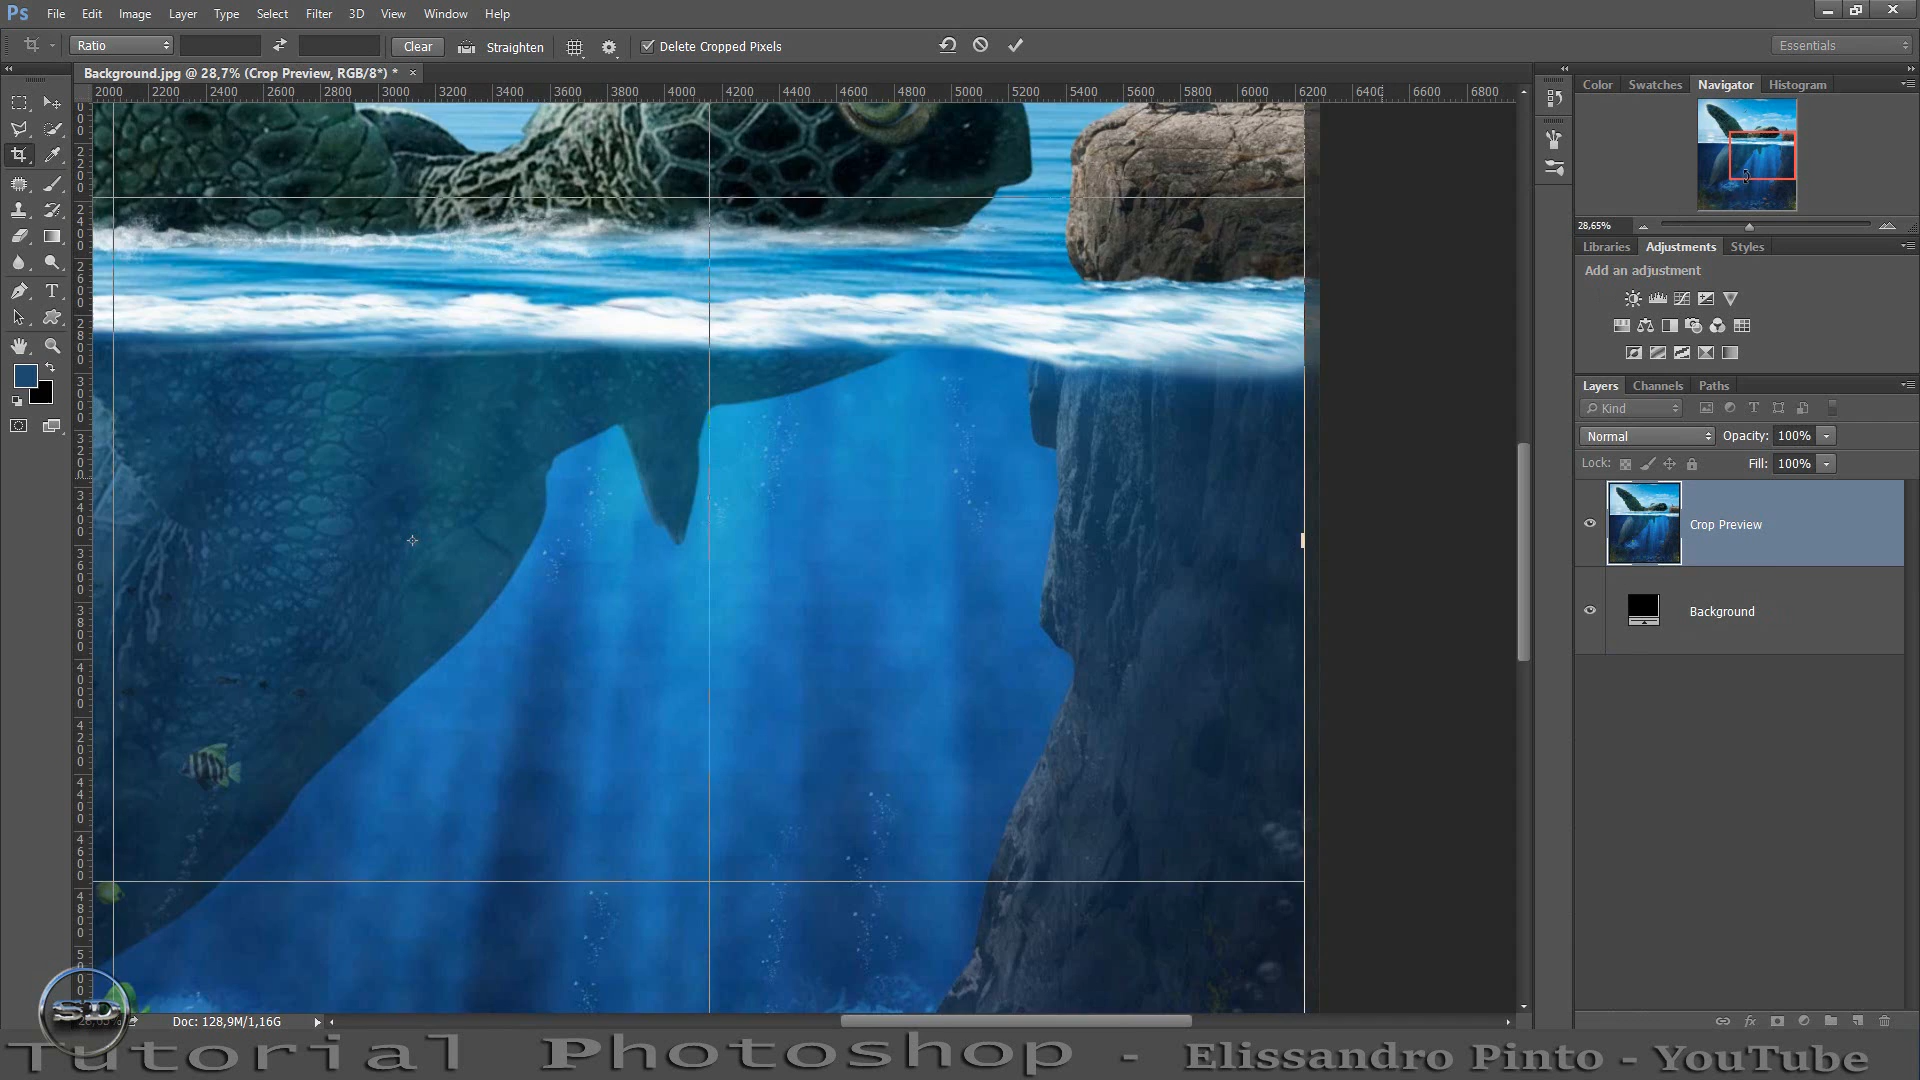 Ps File Edit Image Layer Type Select Filter 3D View Window Help
Ratio Clear Straighten Delete Cropped Pixels Essentials
Background.jpg @ 28,7% (Crop Preview, RGB/8*) * ×
2000 2200 2400 2600 2800 3000 3200 3400 3600 3800 4000 4200 4400 4600 4800 5000 5200 5400 5600 5800 6000 6200 6400 6600 6800
Color Swatches Navigator Histogram
28,65%
Libraries Adjustments Styles
Add an adjustment
Layers Channels Paths
Kind
Normal Opacity: 100%
Lock: Fill: 100%
Crop Preview
Background
SD
Doc: 128,9M/1,16G
Tutorial Photoshop - Elissandro Pinto - YouTube